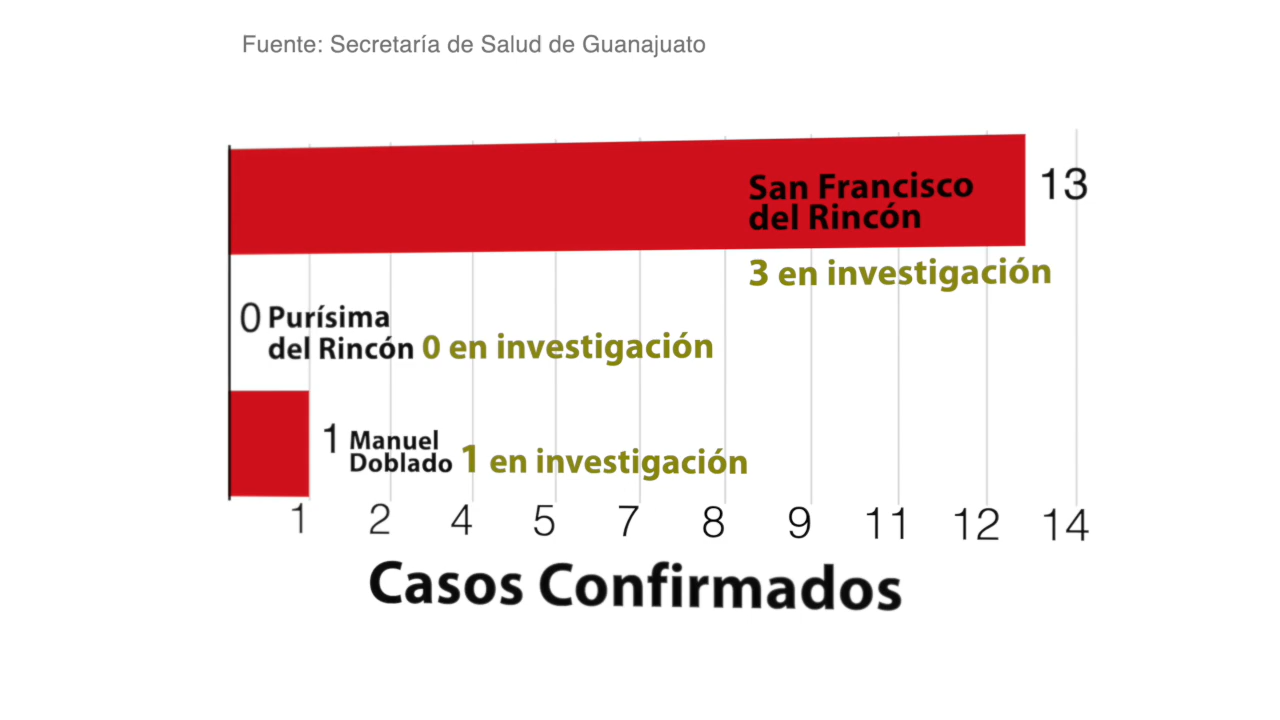 Fuente: Secretaría de Salud de Guanajuato
San Francisco
del Rincón
13
3 en investigación
0 Purísima
del Rincón 0 en investigación
1 Manuel
Doblado 1 en investigación
1 2 4 5 7 8 9 11 12 14
Casos Confirmados